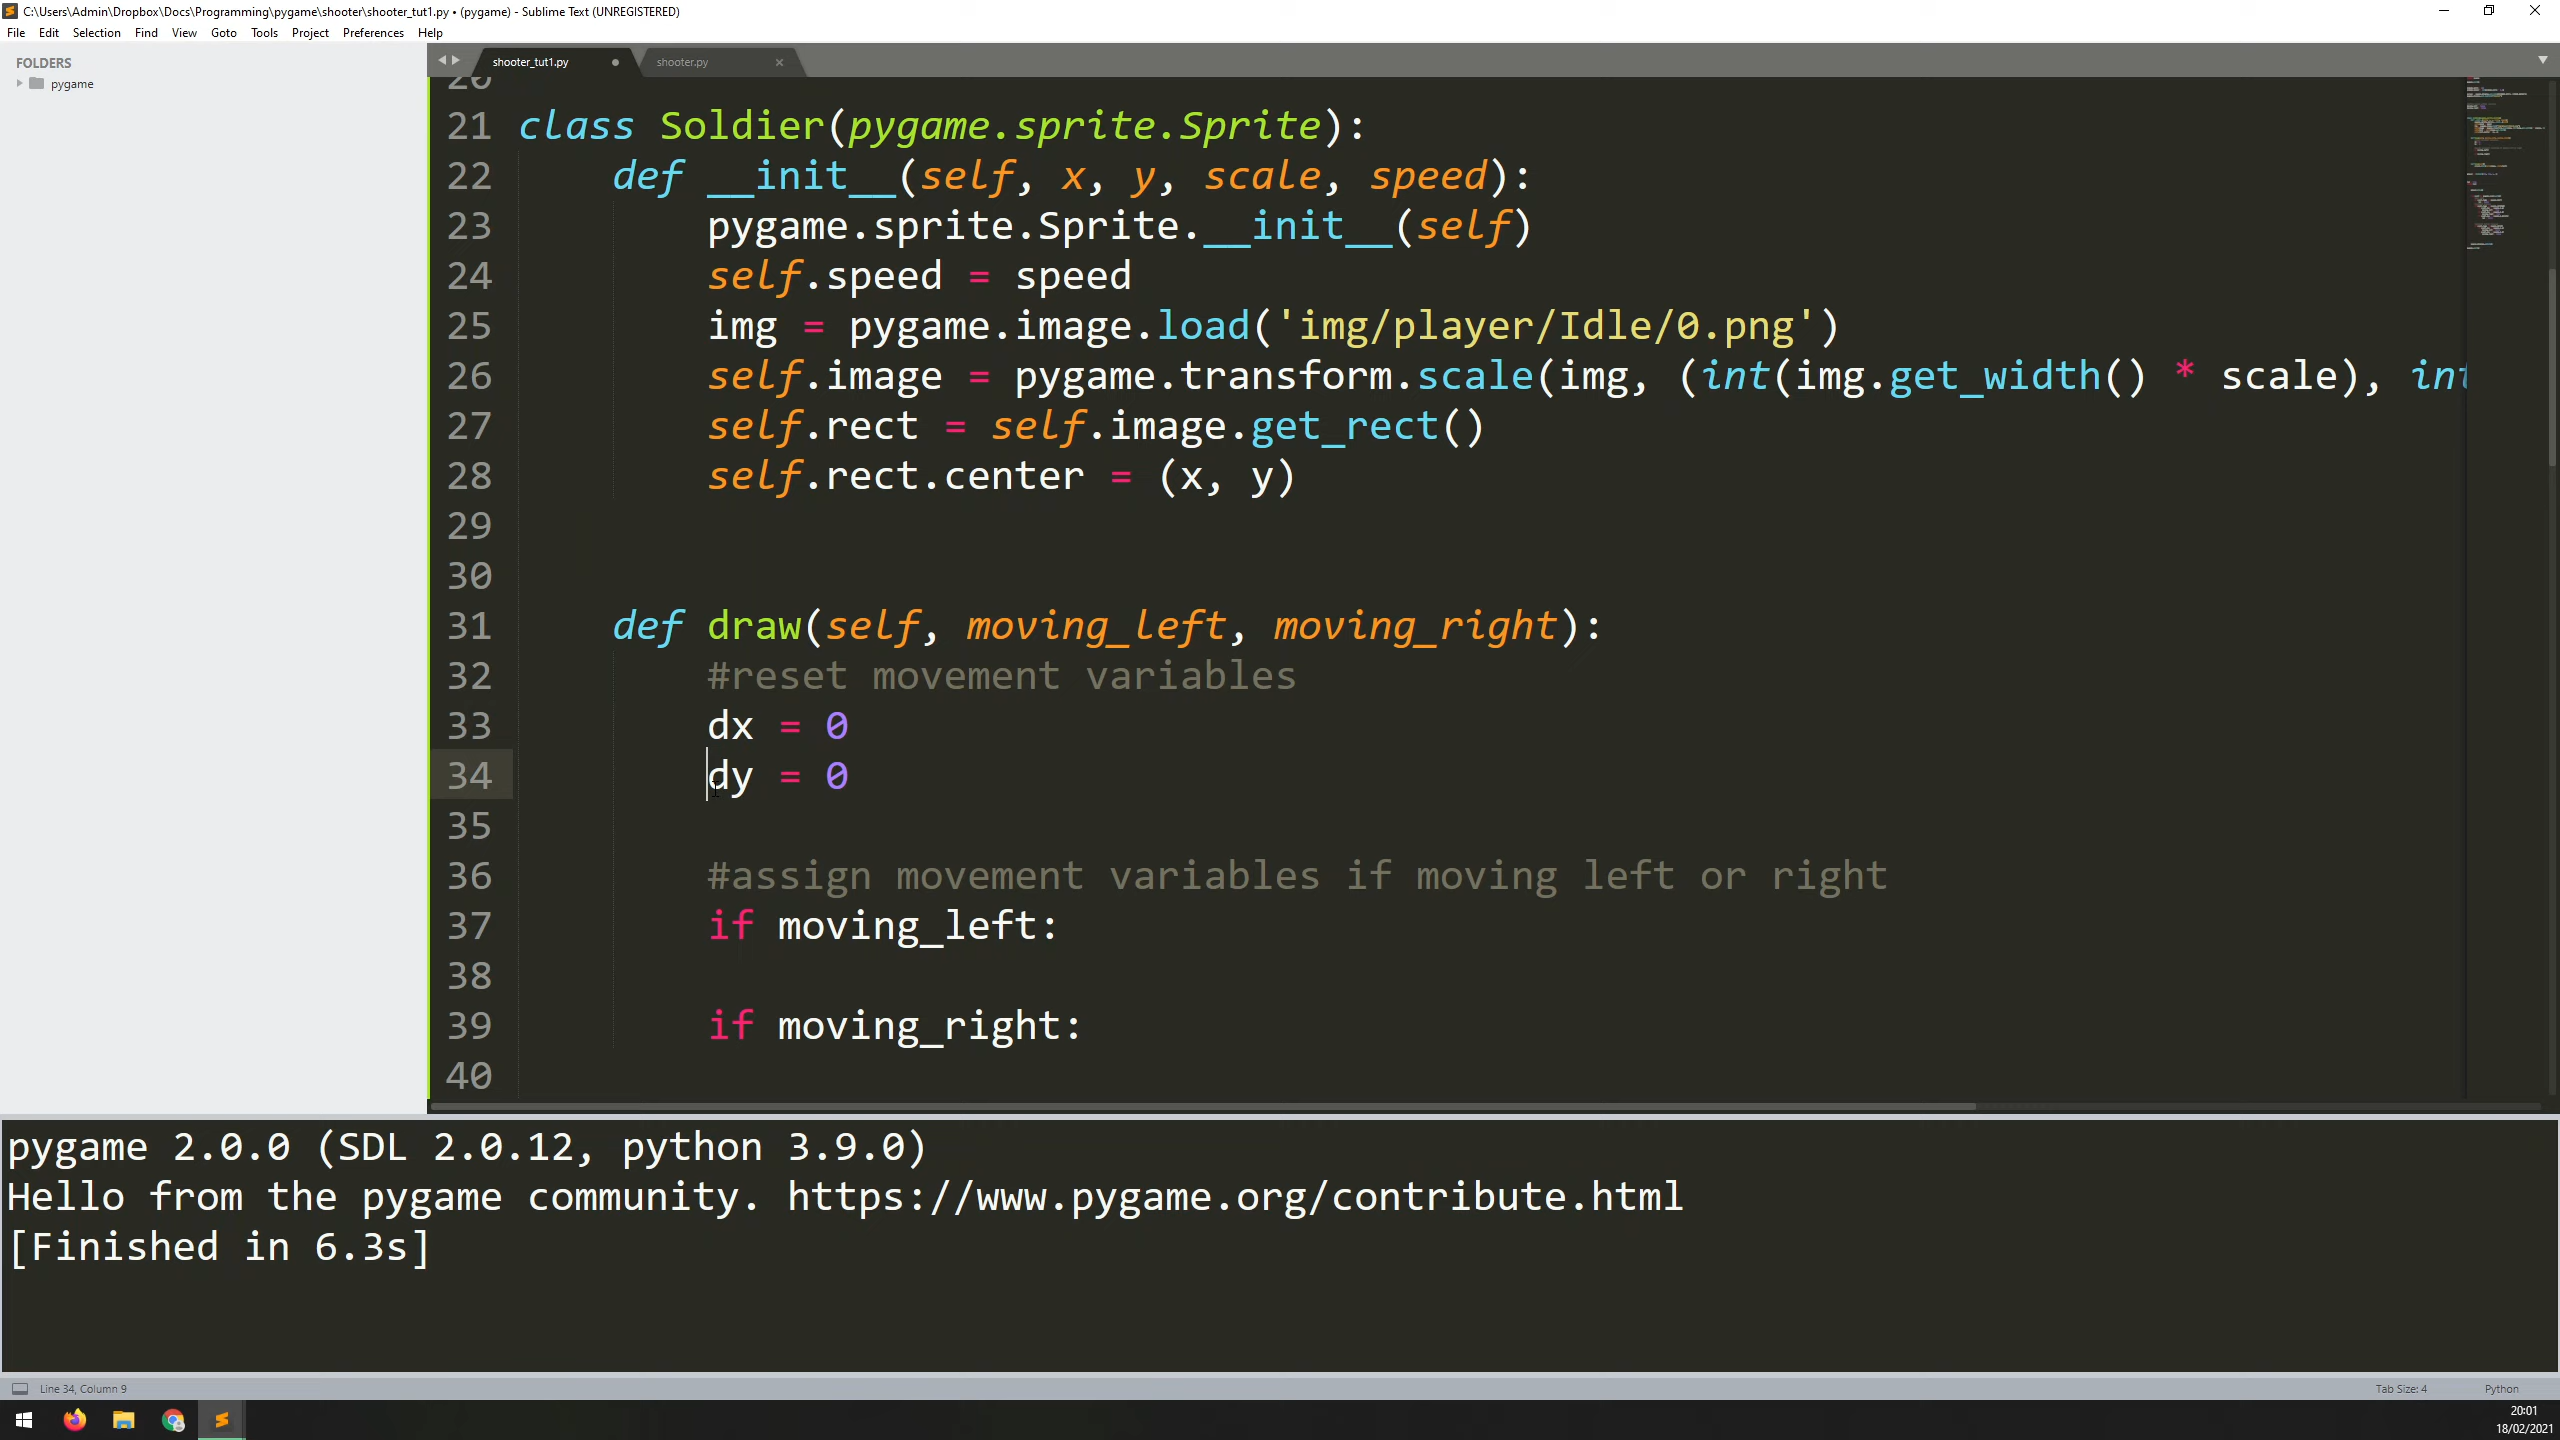 C:\Users\Admin\Dropbox\Docs\Programming\pygame\shooter\shooter_tut1.py • (pygame) - Sublime Text (UNREGISTERED)
File Edit Selection Find View Goto Tools Project Preferences Help
FOLDERS
pygame
shooter_tut1.py
shooter.py
20
21 class Soldier(pygame.sprite.Sprite):
22 def __init__(self, x, y, scale, speed):
23 pygame.sprite.Sprite.__init__(self)
24 self.speed = speed
25 img = pygame.image.load('img/player/Idle/0.png')
26 self.image = pygame.transform.scale(img, (int(img.get_width() * scale), int
27 self.rect = self.image.get_rect()
28 self.rect.center = (x, y)
29
30
31 def draw(self, moving_left, moving_right):
32 #reset movement variables
33 dx = 0
34 dy = 0
35
36 #assign movement variables if moving left or right
37 if moving_left:
38
39 if moving_right:
40
pygame 2.0.0 (SDL 2.0.12, python 3.9.0)
Hello from the pygame community. https://www.pygame.org/contribute.html
[Finished in 6.3s]
Line 34, Column 9
Tab Size: 4
Python
20:01
18/02/2021